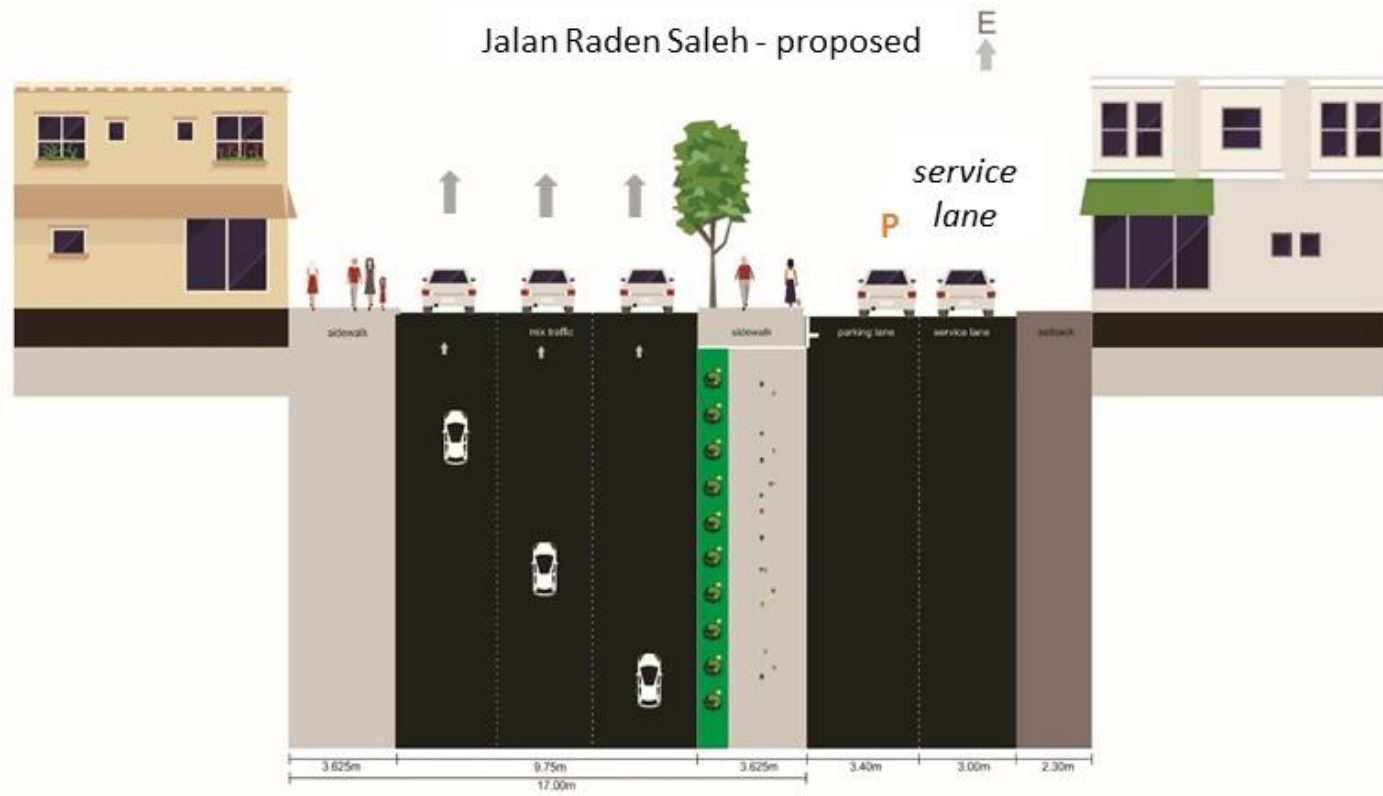 Jalan Raden Saleh - proposed
E
service
lane
P
sidewalk
mix traffic
sidewalk
parking lane
service lane
setback
3.625m
9.75m
3.625m
3.40m
3.00m
2.30m
17.00m